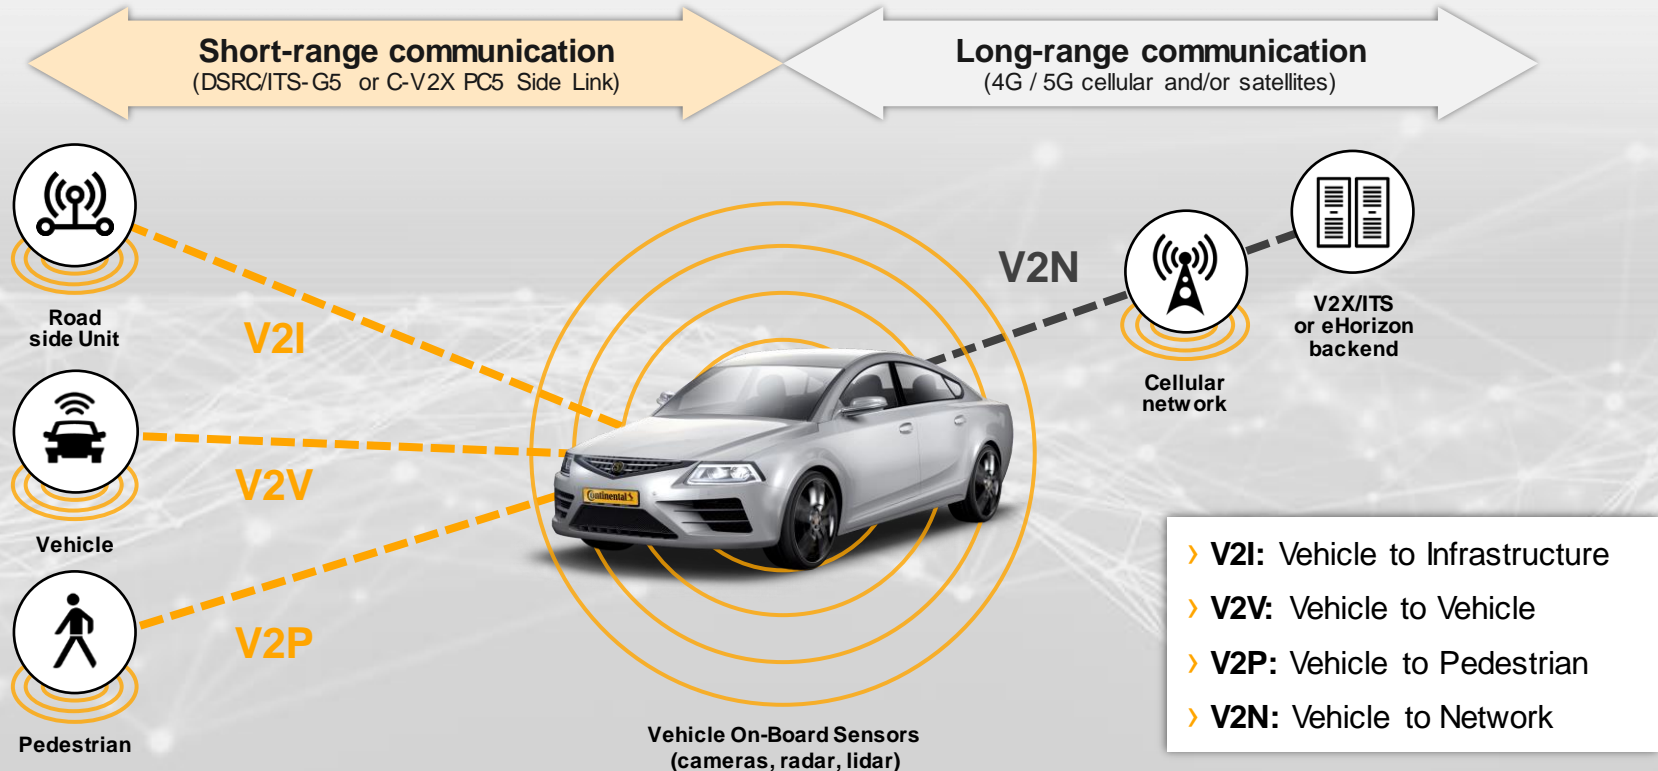 Short-range communication
(DSRC/ITS-G5 or C-V2X PC5 Side Link)
Long-range communication
(4G / 5G cellular and/or satellites)
Road
side Unit
V2I
Vehicle
V2V
Pedestrian
V2P
Continental
Vehicle On-Board Sensors
(cameras, radar, lidar)
V2N
Cellular
network
V2X/ITS
or eHorizon
backend
› V2I: Vehicle to Infrastructure
› V2V: Vehicle to Vehicle
› V2P: Vehicle to Pedestrian
› V2N: Vehicle to Network